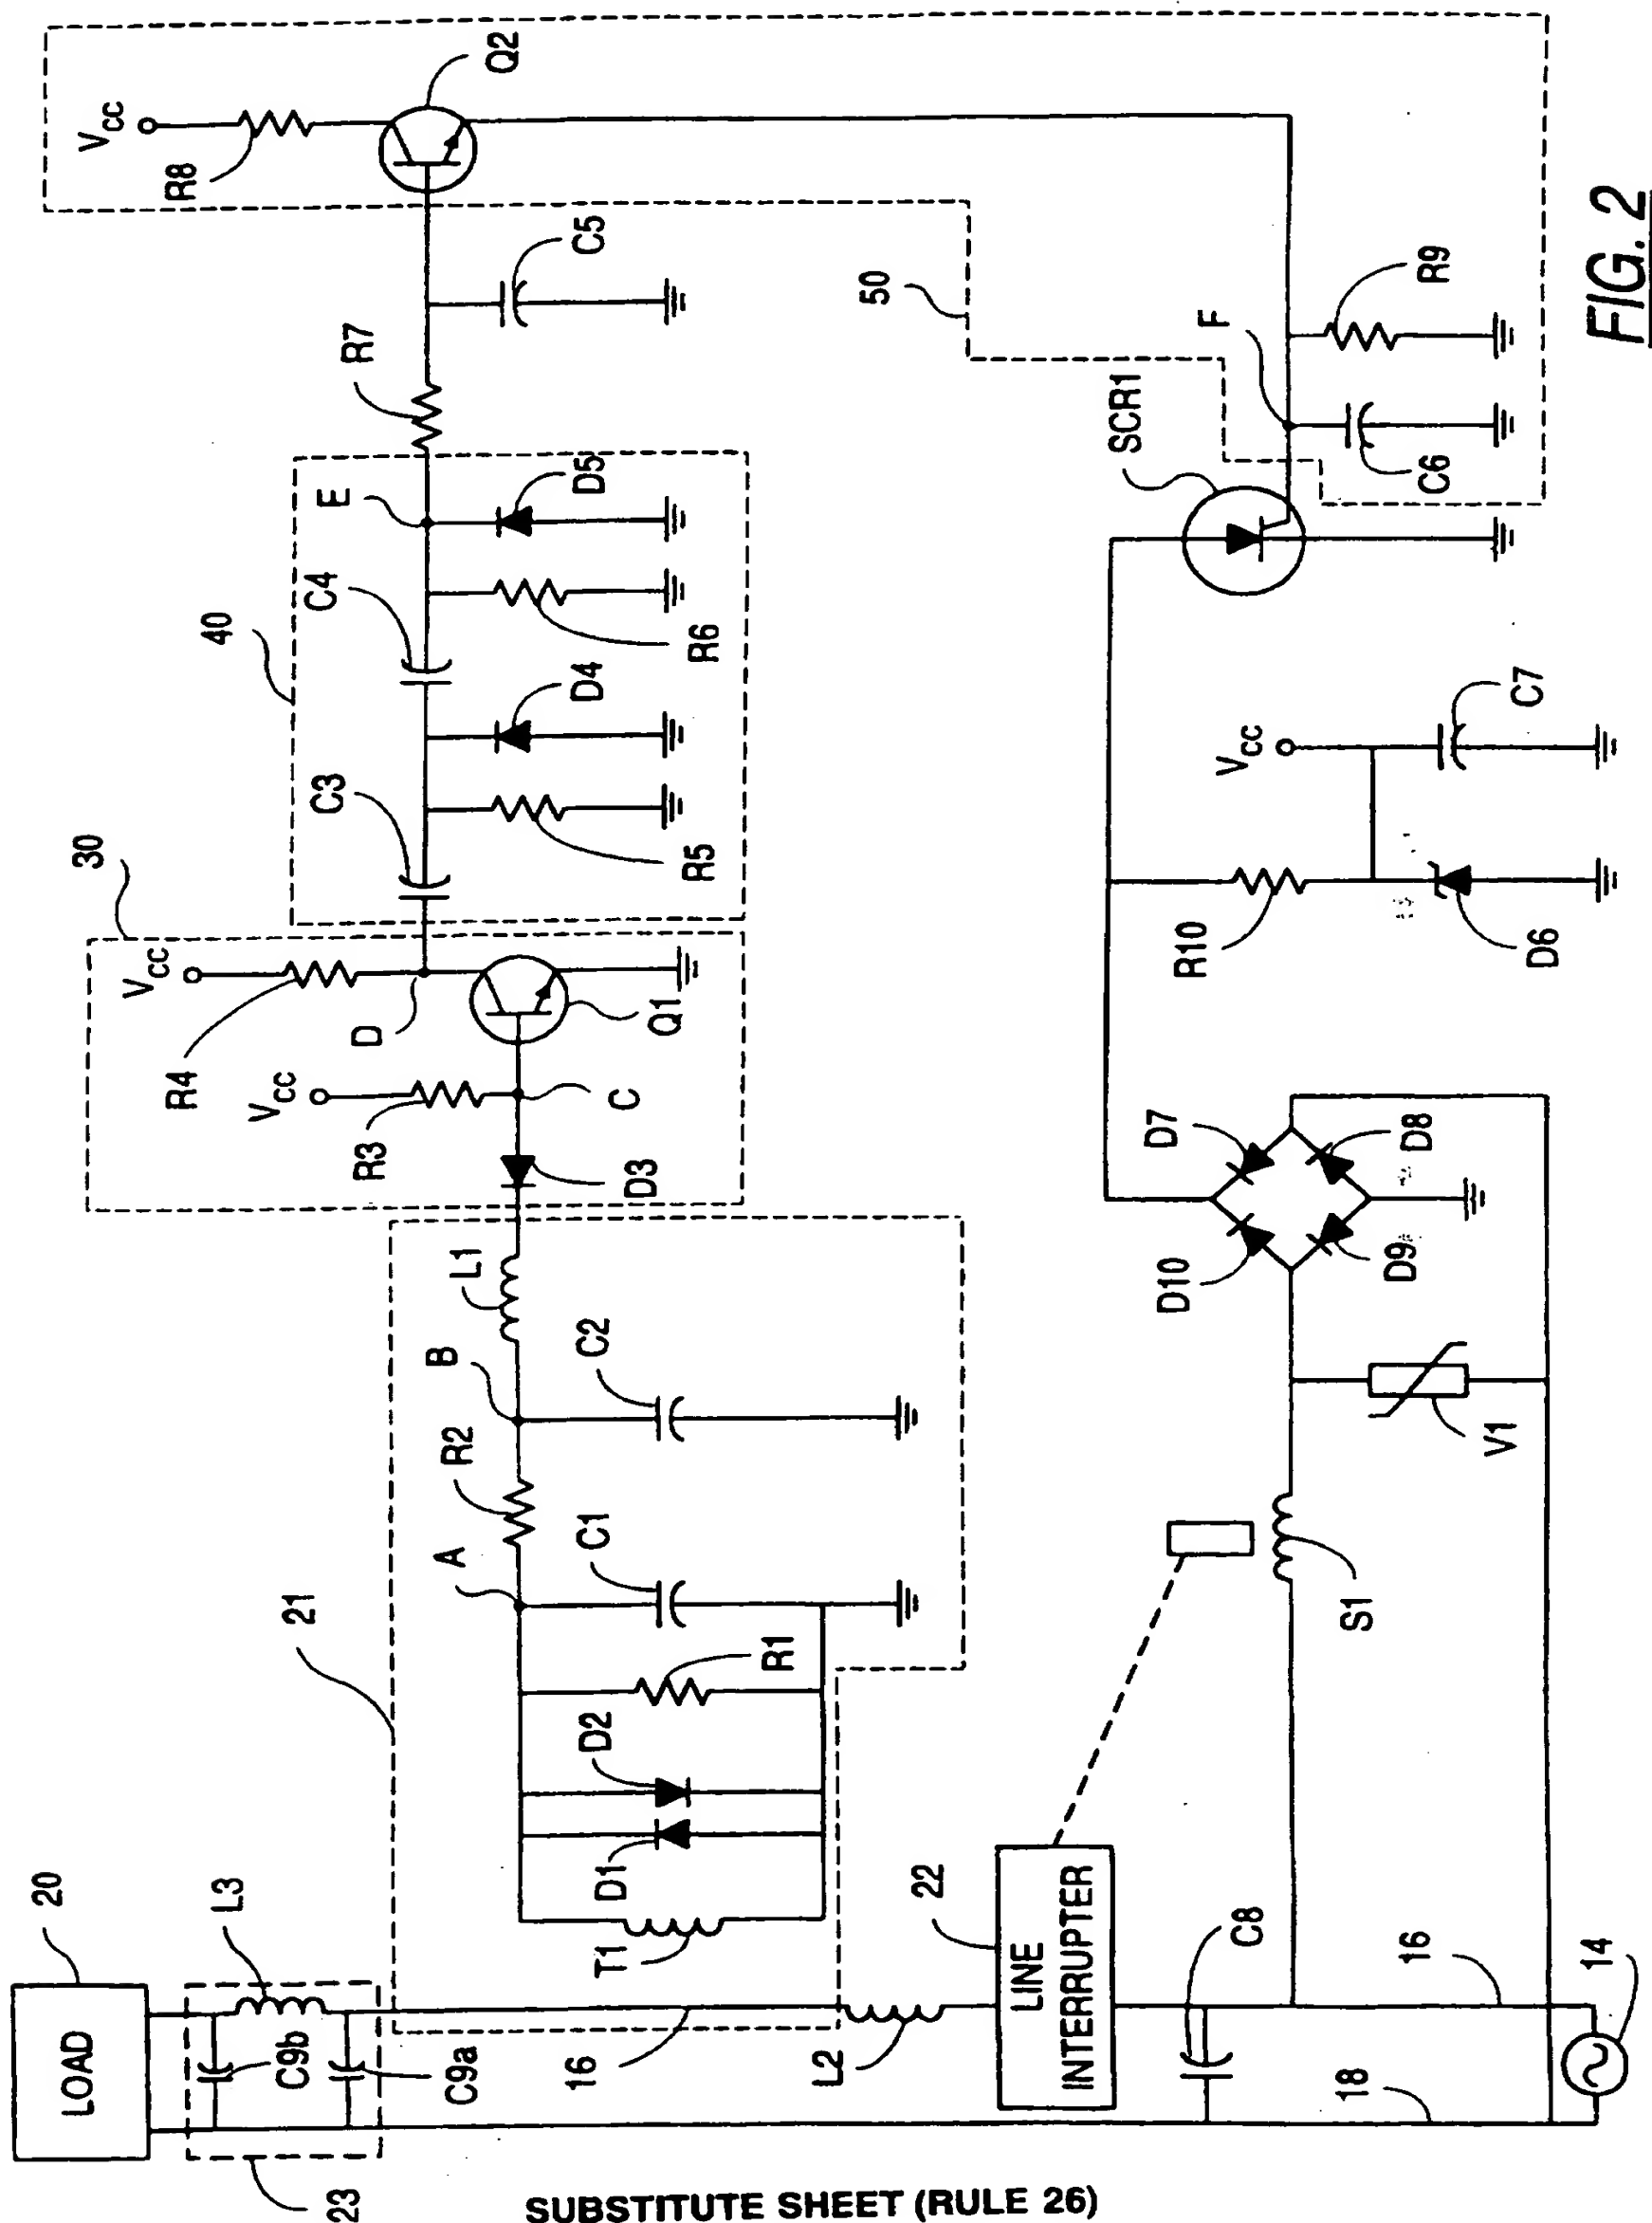 VCC
R8
Q2
C5
R7
50
F
R9
C6
SCR1
E
D5
C4
R6
40
D4
C3
R5
30
VCC
R4
D
Q1
VCC
R3
C
D3
VCC
C7
R10
D6
D7
D8
D10
D9
V1
S1
L1
B
C2
R2
A
C1
21
R1
D2
D1
T1
20
LOAD
L3
C9b
C9a
23
16
L2
22
LINE
INTERRUPTER
C8
16
18
14
FIG. 2
SUBSTITUTE SHEET (RULE 26)